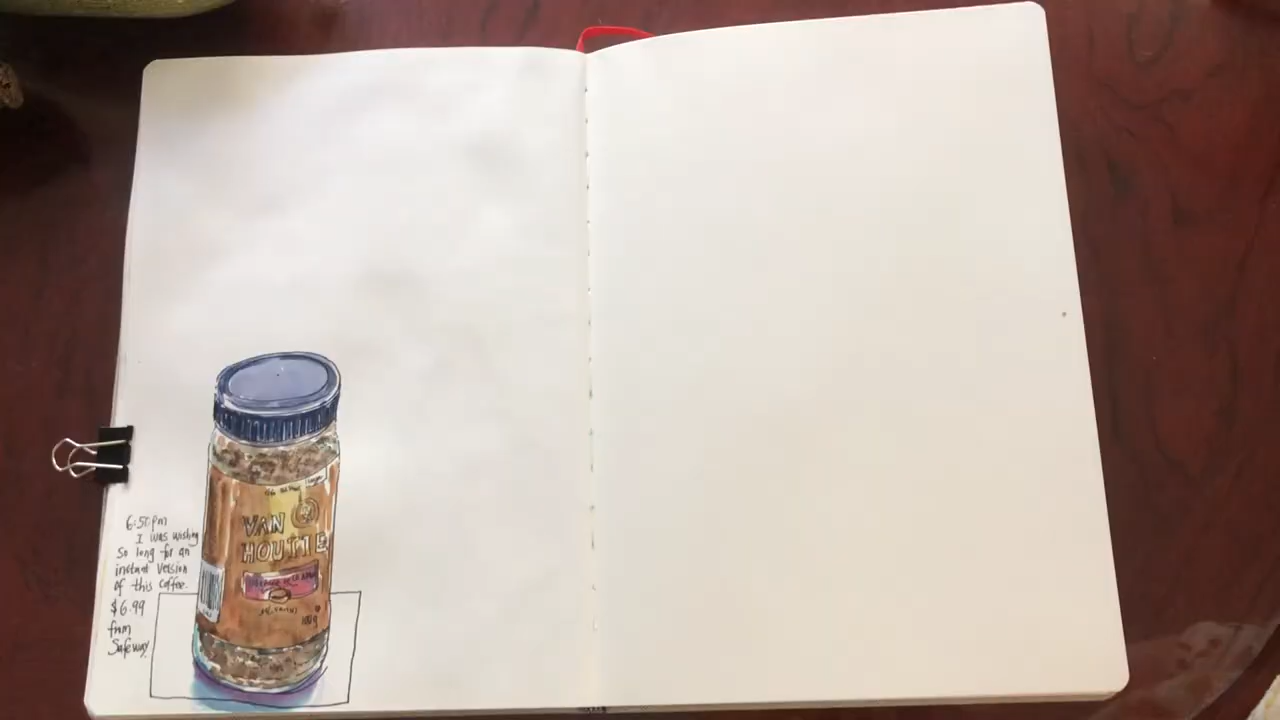 6:50pm
I was wishing
so long for an
instant version
of this coffee.
$6.99
from
Safeway
VAN
HOUTTE
100g